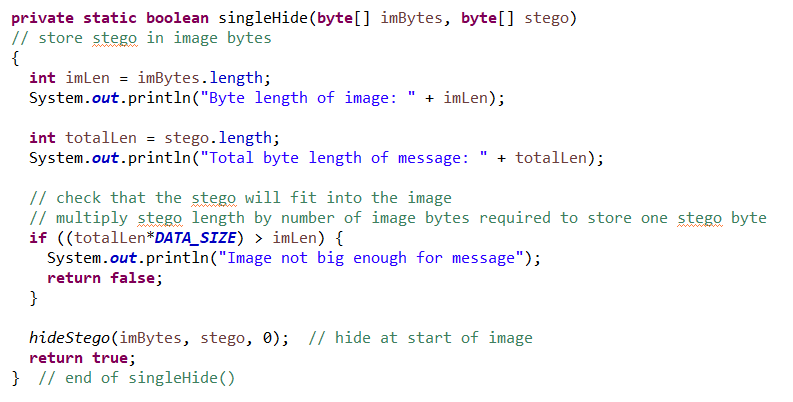 private static boolean singleHide(byte[] imBytes, byte[] stego)
// store stego in image bytes
{
  int imLen = imBytes.length;
  System.out.println("Byte length of image: " + imLen);

  int totalLen = stego.length;
  System.out.println("Total byte length of message: " + totalLen);

  // check that the stego will fit into the image
  // multiply stego length by number of image bytes required to store one stego byte
  if ((totalLen*DATA_SIZE) > imLen) {
    System.out.println("Image not big enough for message");
    return false;
  }

  hideStego(imBytes, stego, 0);  // hide at start of image
  return true;
}  // end of singleHide()